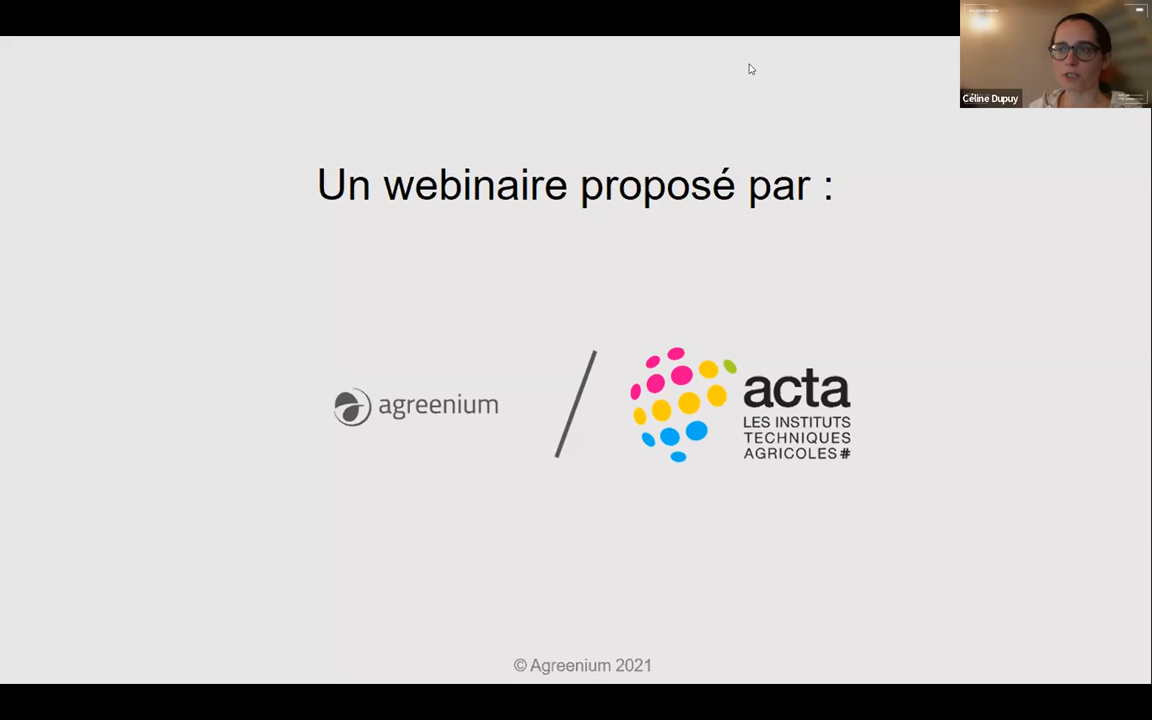 Céline Dupuy
Un webinaire proposé par :
agreenium
acta
LES INSTITUTS
TECHNIQUES
AGRICOLES#
© Agreenium 2021